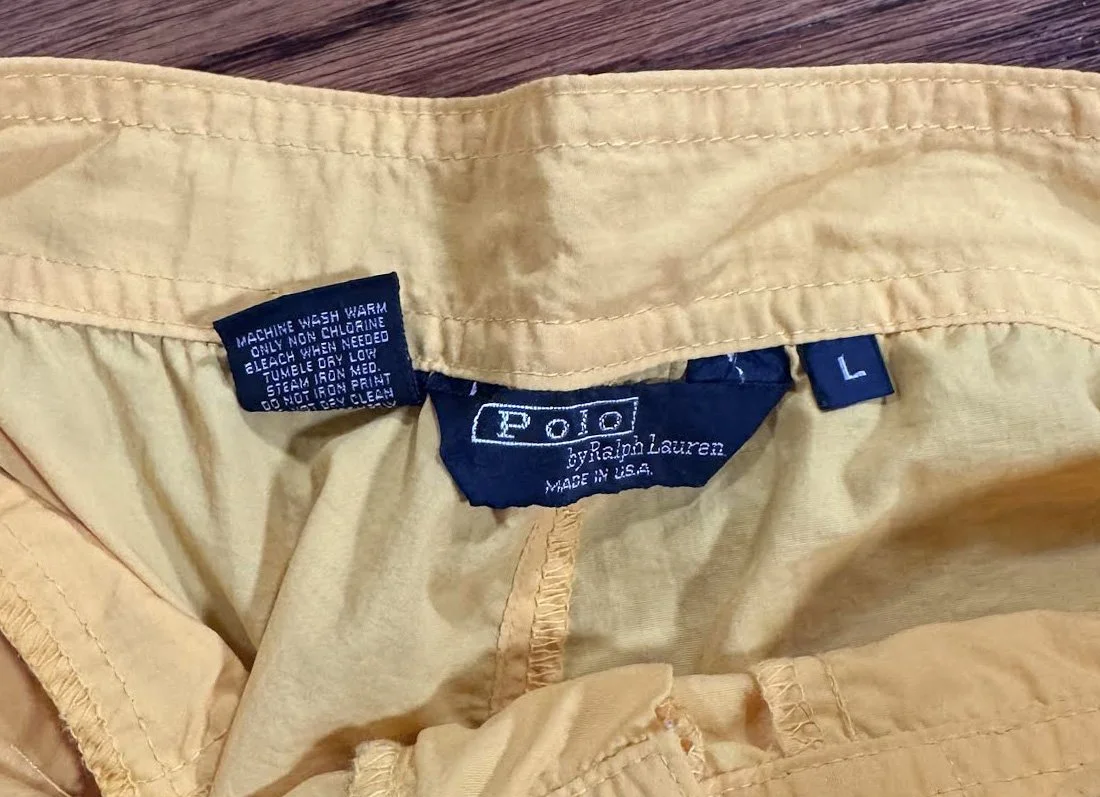 MACHINE WASH WARM
ONLY NON CHLORINE
BLEACH WHEN NEEDED
TUMBLE DRY LOW
STEAM IRON MED.
DO NOT IRON PRINT
NOT DRY CLEAN
Polo
by Ralph Lauren
MADE IN U.S.A.
L